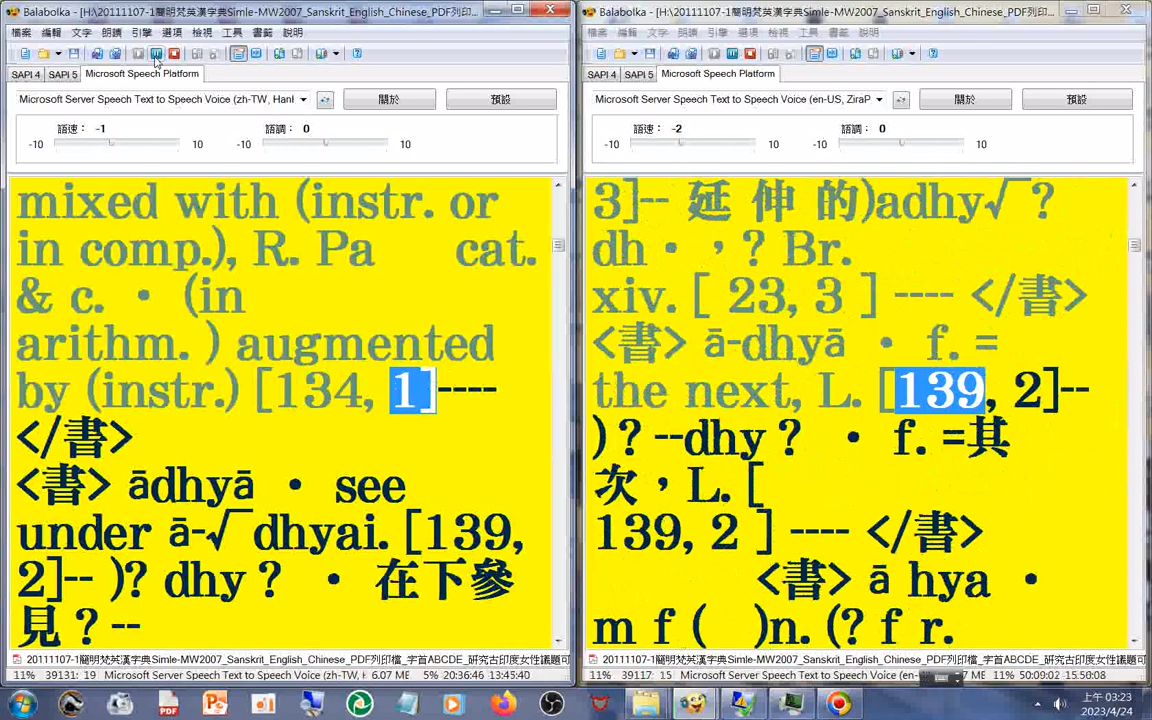 Balabolka - [H:\20111107-1簡明梵英漢字典Simle-MW2007_Sanskrit_English_Chinese_PDF列印...
檔案 編輯 文字 朗讀 引擎 選項 檢視 工具 書籤 說明
SAPI 4 SAPI 5 Microsoft Speech Platform
Microsoft Server Speech Text to Speech Voice (zh-TW, Hanl
關於 預設
語速： -1 語調： 0
-10 10 -10 10
mixed with (instr. or
in comp.), R. Pa cat.
& c. • (in
arithm. ) augmented
by (instr.) [134, 1]----
</書>
<書> ādhyā • see
under ā-√ dhyai. [139,
2]-- )? dhy ? • 在下參
見 ? --
20111107-1簡明梵英漢字典Simle-MW2007_Sanskrit_English_Chinese_PDF列印檔_字首ABCDE_研究古印度女性議題可
11% 39131: 19 Microsoft Server Speech Text to Speech Voice (zh-TW, H 6.07 ME 5% 20:36:46 13:45:40
Balabolka - [H:\20111107-1簡明梵英漢字典Simle-MW2007_Sanskrit_English_Chinese_PDF列印...
檔案 編輯 文字 朗讀 引擎 選項 檢視 工具 書籤 說明
SAPI 4 SAPI 5 Microsoft Speech Platform
Microsoft Server Speech Text to Speech Voice (en-US, ZiraP
關於 預設
語速： -2 語調： 0
-10 10 -10 10
3]-- 延 伸 的)adhy√ ?
dh • , ? Br.
xiv. [ 23, 3 ] ---- </書>
<書> ā-dhyā • f. =
the next, L. [139, 2]--
) ? --dhy ? • f. =其
次，L. [
139, 2 ] ---- </書>
<書> ā hya •
m f ( )n. (? f r.
20111107-1簡明梵英漢字典Simle-MW2007_Sanskrit_English_Chinese_PDF列印檔_字首ABCDE_研究古印度女性議題可
11% 39117: 15 Microsoft Server Speech Text to Speech Voice (en-US, 7 ME 11% 50:09:02
上午 03:23
2023/4/24